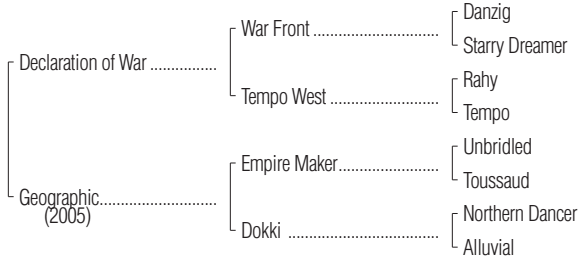 Danzig
War Front ......................................
Starry Dreamer
Declaration of War ....................
Rahy
Tempo West ..................................
Tempo
Unbridled
Empire Maker................................
Toussaud
Geographic....................................
(2005)
Northern Dancer
Dokki ..............................................
Alluvial